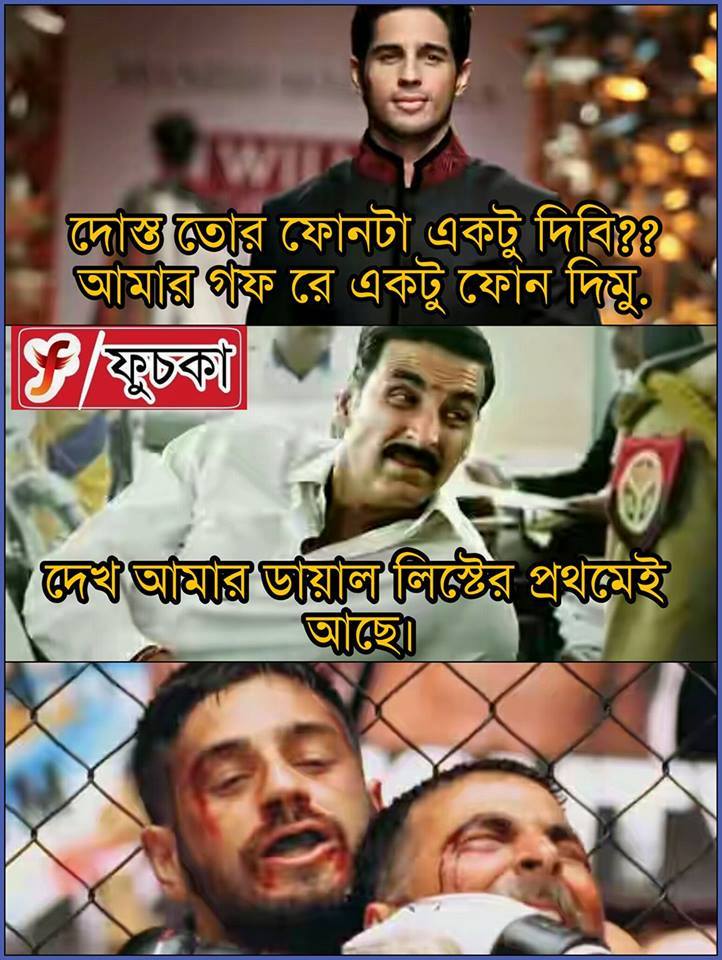 দোস্ত তোর ফোনটা একটু দিবি??
আমার গফ রে একটু ফোন দিমু.
f/ফুচকা
দেখ আমার ডায়াল লিস্টের প্রথমেই
আছে।